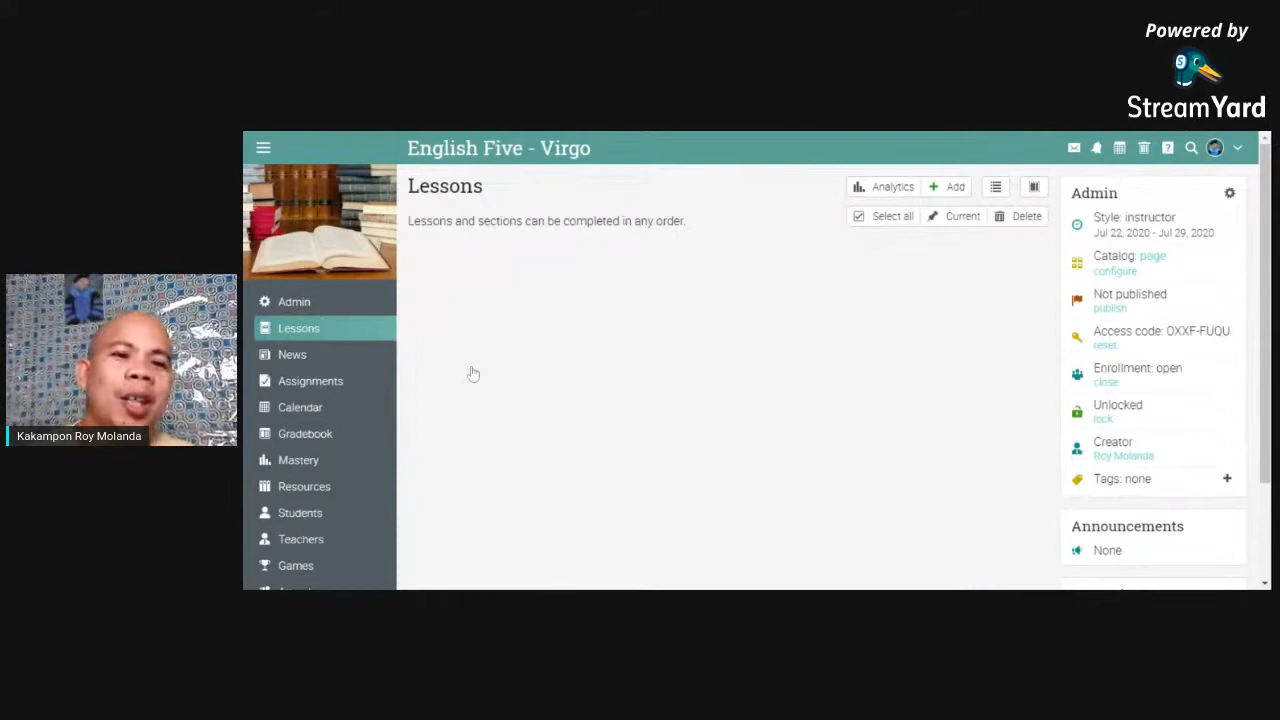 Powered by
StreamYard
English Five - Virgo
Lessons
Analytics
Add
Lessons and sections can be completed in any order.
Select all
Current
Delete
Admin
Lessons
News
Assignments
Calendar
Gradebook
Mastery
Resources
Students
Teachers
Games
Admin
Style: instructor
Jul 22, 2020 - Jul 29, 2020
Catalog: page
configure
Not published
publish
Access code: OXXF-FUQU
reset
Enrollment: open
close
Unlocked
lock
Creator
Roy Molanda
Tags: none
Announcements
None
Kakampon Roy Molanda